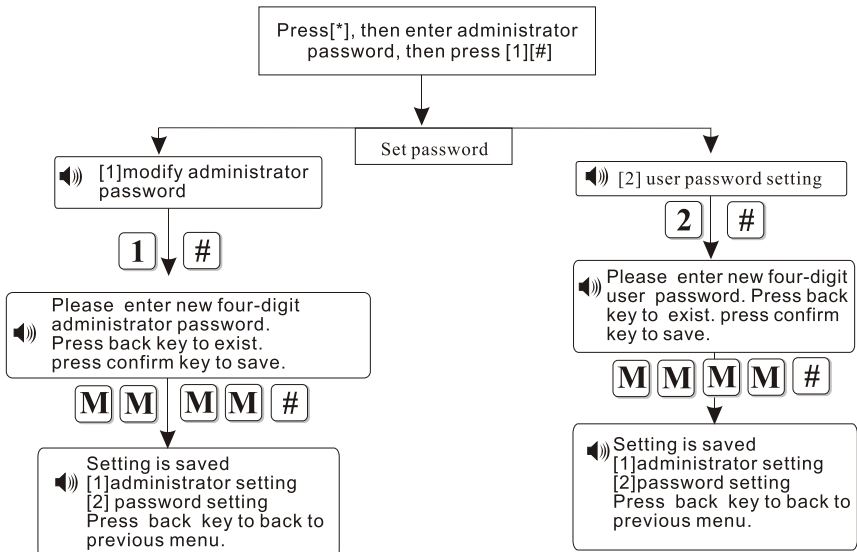 Press[*], then enter administrator
password, then press [1][#]
Set password
[1]modify administrator
password
1 #
Please enter new four-digit
administrator password.
Press back key to exist.
press confirm key to save.
M M M M #
Setting is saved
[1]administrator setting
[2] password setting
Press back key to back to
previous menu.
[2] user password setting
2 #
Please enter new four-digit
user password. Press back
key to exist. press confirm
key to save.
M M M M #
Setting is saved
[1]administrator setting
[2]password setting
Press back key to back to
previous menu.